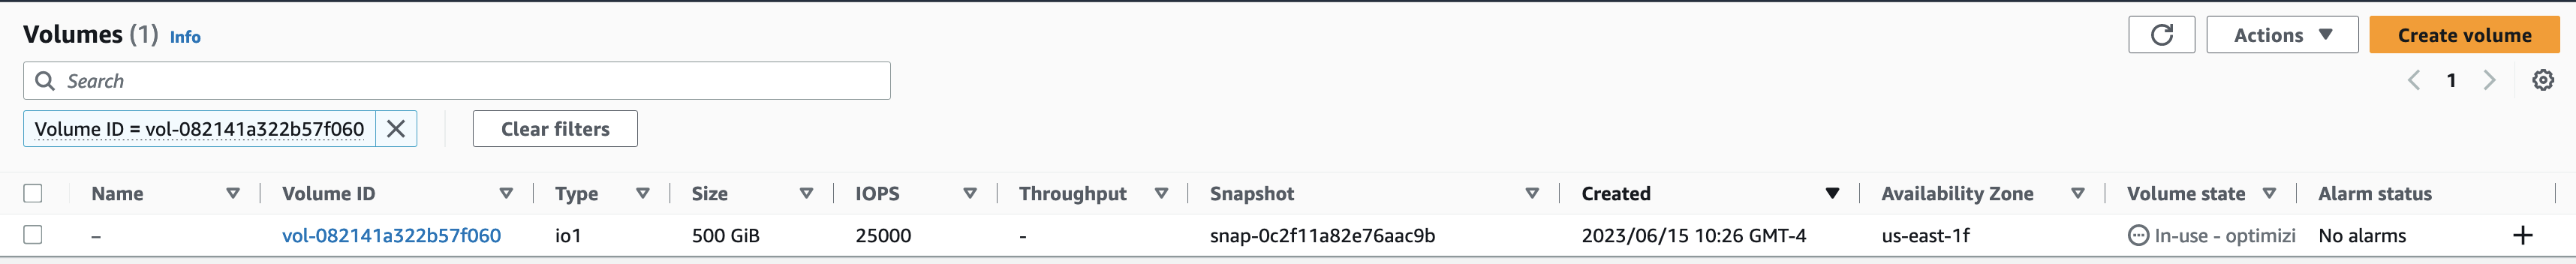 Volumes (1) Info
Actions
Create volume
Search
1
Volume ID = vol-082141a322b57f060
Clear filters
Name Volume ID Type Size IOPS Throughput Snapshot Created Availability Zone Volume state Alarm status
– vol-082141a322b57f060 io1 500 GiB 25000 - snap-0c2f11a82e76aac9b 2023/06/15 10:26 GMT-4 us-east-1f In-use - optimizi No alarms +